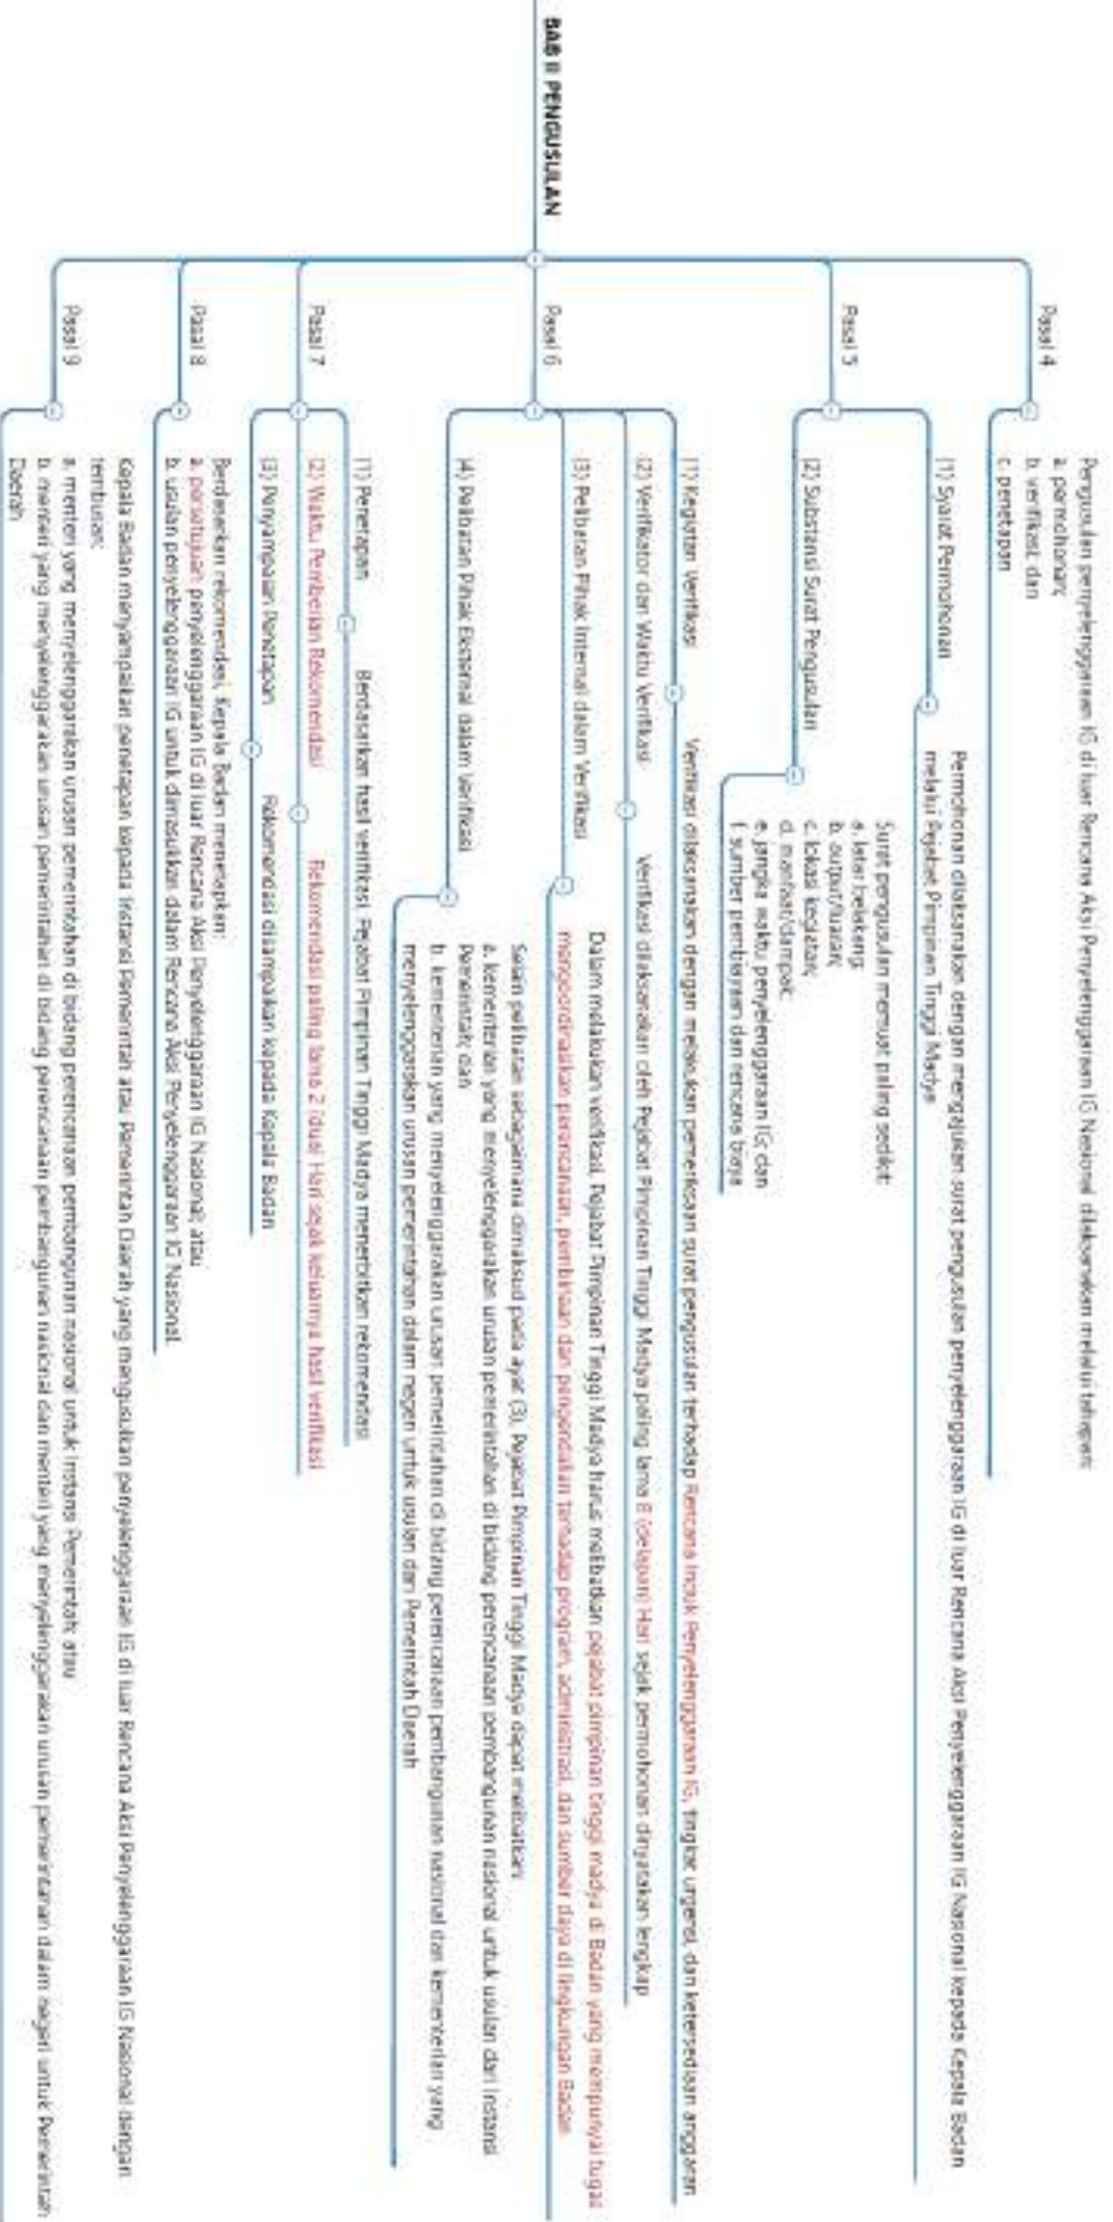 BAB II PENGUSULAN
Pasal 4
Pengusulan penyelenggaraan IG di luar Rencana Aksi Penyelenggaraan IG Nasional dilaksanakan melalui tahapan:
a. permohonan;
b. verifikasi; dan
c. penetapan
Pasal 5
(1) Syarat Permohonan
Permohonan dilaksanakan dengan mengajukan surat pengusulan penyelenggaraan IG di luar Rencana Aksi Penyelenggaraan IG Nasional kepada Kepala Badan
melalui Pejabat Pimpinan Tinggi Madya
(2) Substansi Surat Pengusulan
Surat pengusulan memuat paling sedikit:
a. latar belakang;
b. output/luaran;
c. lokasi kegiatan;
d. manfaat/dampak;
e. jangka waktu penyelenggaraan IG; dan
f. sumber pembiayaan dan rencana biaya
Pasal 6
(1) Kegiatan Verifikasi
Verifikasi dilaksanakan dengan melakukan pemeriksaan surat pengusulan terhadap Rencana Induk Penyelenggaraan IG, tingkat urgensi, dan ketersediaan anggaran
(2) Verifikator dan Waktu Verifikasi
Verifikasi dilaksanakan oleh Pejabat Pimpinan Tinggi Madya paling lama 8 (delapan) Hari sejak permohonan dinyatakan lengkap
(3) Pelibatan Pihak Internal dalam Verifikasi
Dalam melakukan verifikasi, Pejabat Pimpinan Tinggi Madya harus melibatkan pejabat pimpinan tinggi madya di Badan yang mempunyai tugas
mengoordinasikan perencanaan, pembinaan dan pengendalian terhadap program, administrasi, dan sumber daya di lingkungan Badan
(4) Pelibatan Pihak Eksternal dalam Verifikasi
Selain pelibatan sebagaimana dimaksud pada ayat (3), Pejabat Pimpinan Tinggi Madya dapat melibatkan:
a. kementerian yang menyelenggarakan urusan pemerintahan di bidang perencanaan pembangunan nasional untuk usulan dari Instansi
Pemerintah; dan
b. kementerian yang menyelenggarakan urusan pemerintahan di bidang perencanaan pembangunan nasional dan kementerian yang
menyelenggarakan urusan pemerintahan dalam negeri untuk usulan dari Pemerintah Daerah
Pasal 7
(1) Penetapan
Berdasarkan hasil verifikasi, Pejabat Pimpinan Tinggi Madya menerbitkan rekomendasi
(2) Waktu Pemberian Rekomendasi
Rekomendasi paling lama 2 (dua) Hari sejak keluarnya hasil verifikasi
(3) Penyampaian Penetapan
Rekomendasi disampaikan kepada Kepala Badan
Pasal 8
Berdasarkan rekomendasi, Kepala Badan menetapkan:
a. persetujuan penyelenggaraan IG di luar Rencana Aksi Penyelenggaraan IG Nasional; atau
b. usulan penyelenggaraan IG untuk dimasukkan dalam Rencana Aksi Penyelenggaraan IG Nasional.
Pasal 9
Kepala Badan menyampaikan penetapan kepada Instansi Pemerintah atau Pemerintah Daerah yang mengusulkan penyelenggaraan IG di luar Rencana Aksi Penyelenggaraan IG Nasional dengan
tembusan:
a. menteri yang menyelenggarakan urusan pemerintahan di bidang perencanaan pembangunan nasional untuk Instansi Pemerintah; atau
b. menteri yang menyelenggarakan urusan pemerintahan di bidang perencanaan pembangunan nasional dan menteri yang menyelenggarakan urusan pemerintahan dalam negeri untuk Pemerintah
Daerah